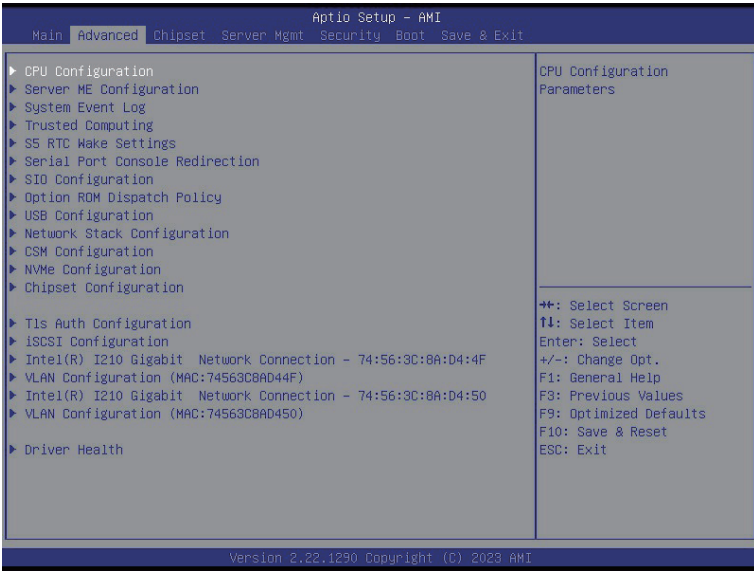 Aptio Setup – AMI
Main Advanced Chipset Server Mgmt Security Boot Save & Exit
CPU Configuration
Server ME Configuration
System Event Log
Trusted Computing
S5 RTC Wake Settings
Serial Port Console Redirection
SIO Configuration
Option ROM Dispatch Policy
USB Configuration
Network Stack Configuration
CSM Configuration
NVMe Configuration
Chipset Configuration
Tls Auth Configuration
iSCSI Configuration
Intel(R) I210 Gigabit  Network Connection – 74:56:3C:8A:D4:4F
VLAN Configuration (MAC:74563C8AD44F)
Intel(R) I210 Gigabit  Network Connection – 74:56:3C:8A:D4:50
VLAN Configuration (MAC:74563C8AD450)
Driver Health
CPU Configuration
Parameters
→←: Select Screen
↑↓: Select Item
Enter: Select
+/-: Change Opt.
F1: General Help
F3: Previous Values
F9: Optimized Defaults
F10: Save & Reset
ESC: Exit
Version 2.22.1290 Copyright (C) 2023 AMI